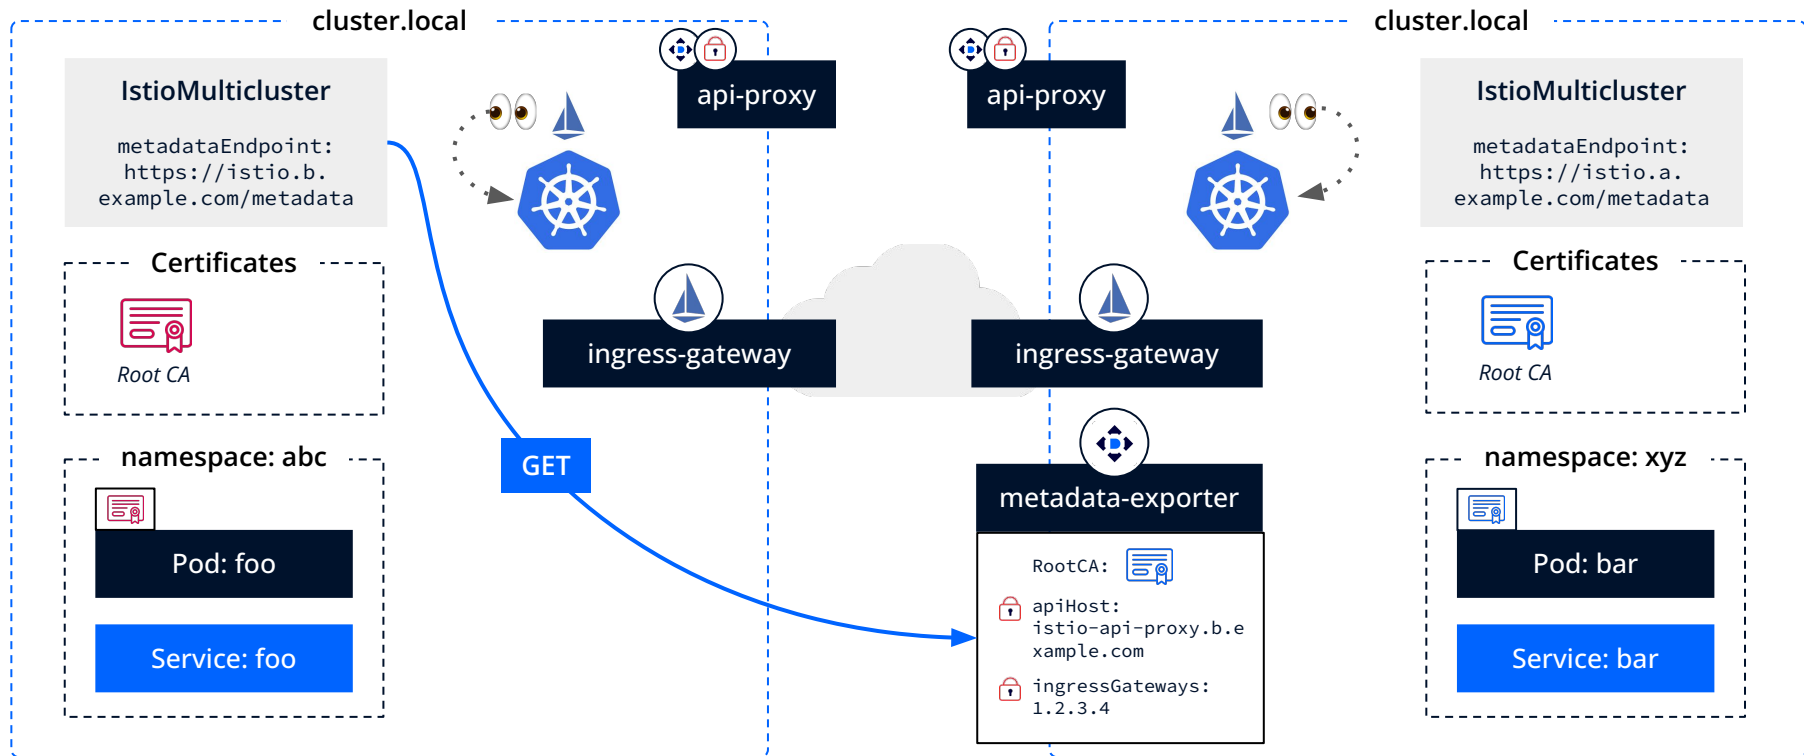 cluster.local
IstioMulticluster
metadataEndpoint:
https://istio.b.
example.com/metadata
Certificates
Root CA
namespace: abc
Pod: foo
Service: foo
api-proxy
ingress-gateway
GET
cluster.local
api-proxy
ingress-gateway
metadata-exporter
RootCA:
apiHost:
istio-api-proxy.b.e
xample.com
ingressGateways:
1.2.3.4
IstioMulticluster
metadataEndpoint:
https://istio.a.
example.com/metadata
Certificates
Root CA
namespace: xyz
Pod: bar
Service: bar